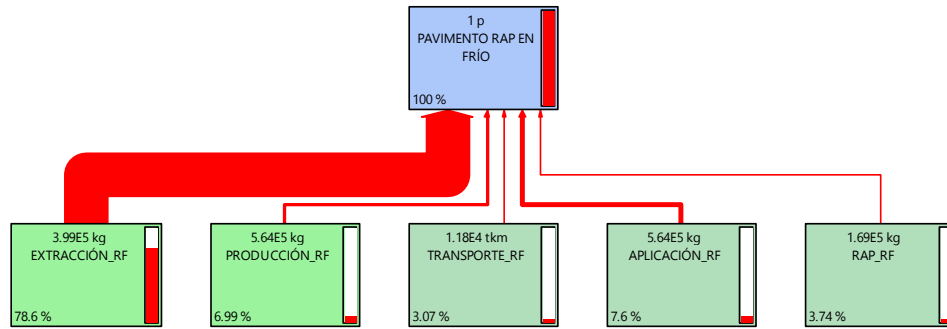 1 p
PAVIMENTO RAP EN
FRÍO
100 %
3.99E5 kg
EXTRACCIÓN_RF
78.6 %
5.64E5 kg
PRODUCCIÓN_RF
6.99 %
1.18E4 tkm
TRANSPORTE_RF
3.07 %
5.64E5 kg
APLICACIÓN_RF
7.6 %
1.69E5 kg
RAP_RF
3.74 %